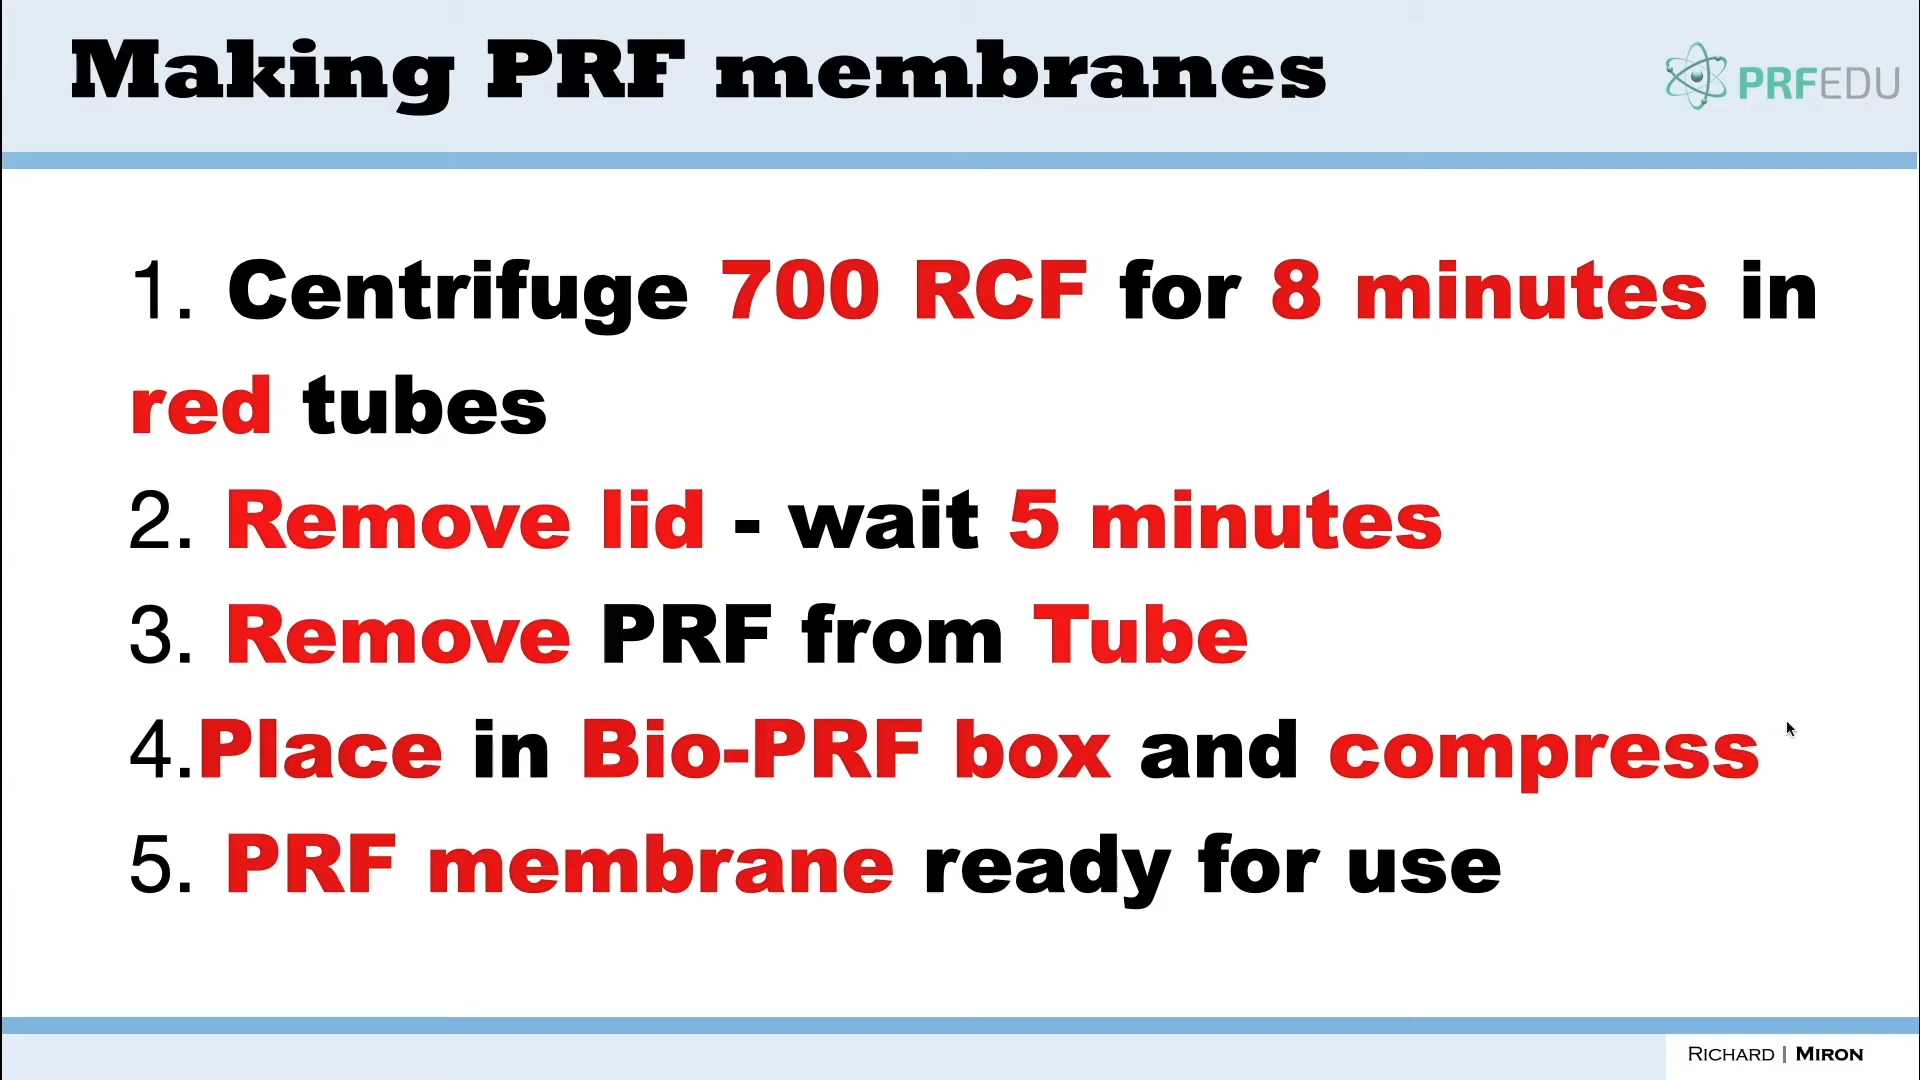 Making PRF membranes
PRFEDU
1. Centrifuge 700 RCF for 8 minutes in
red tubes
2. Remove lid - wait 5 minutes
3. Remove PRF from Tube
4.Place in Bio-PRF box and compress
5. PRF membrane ready for use
RICHARD | MIRON